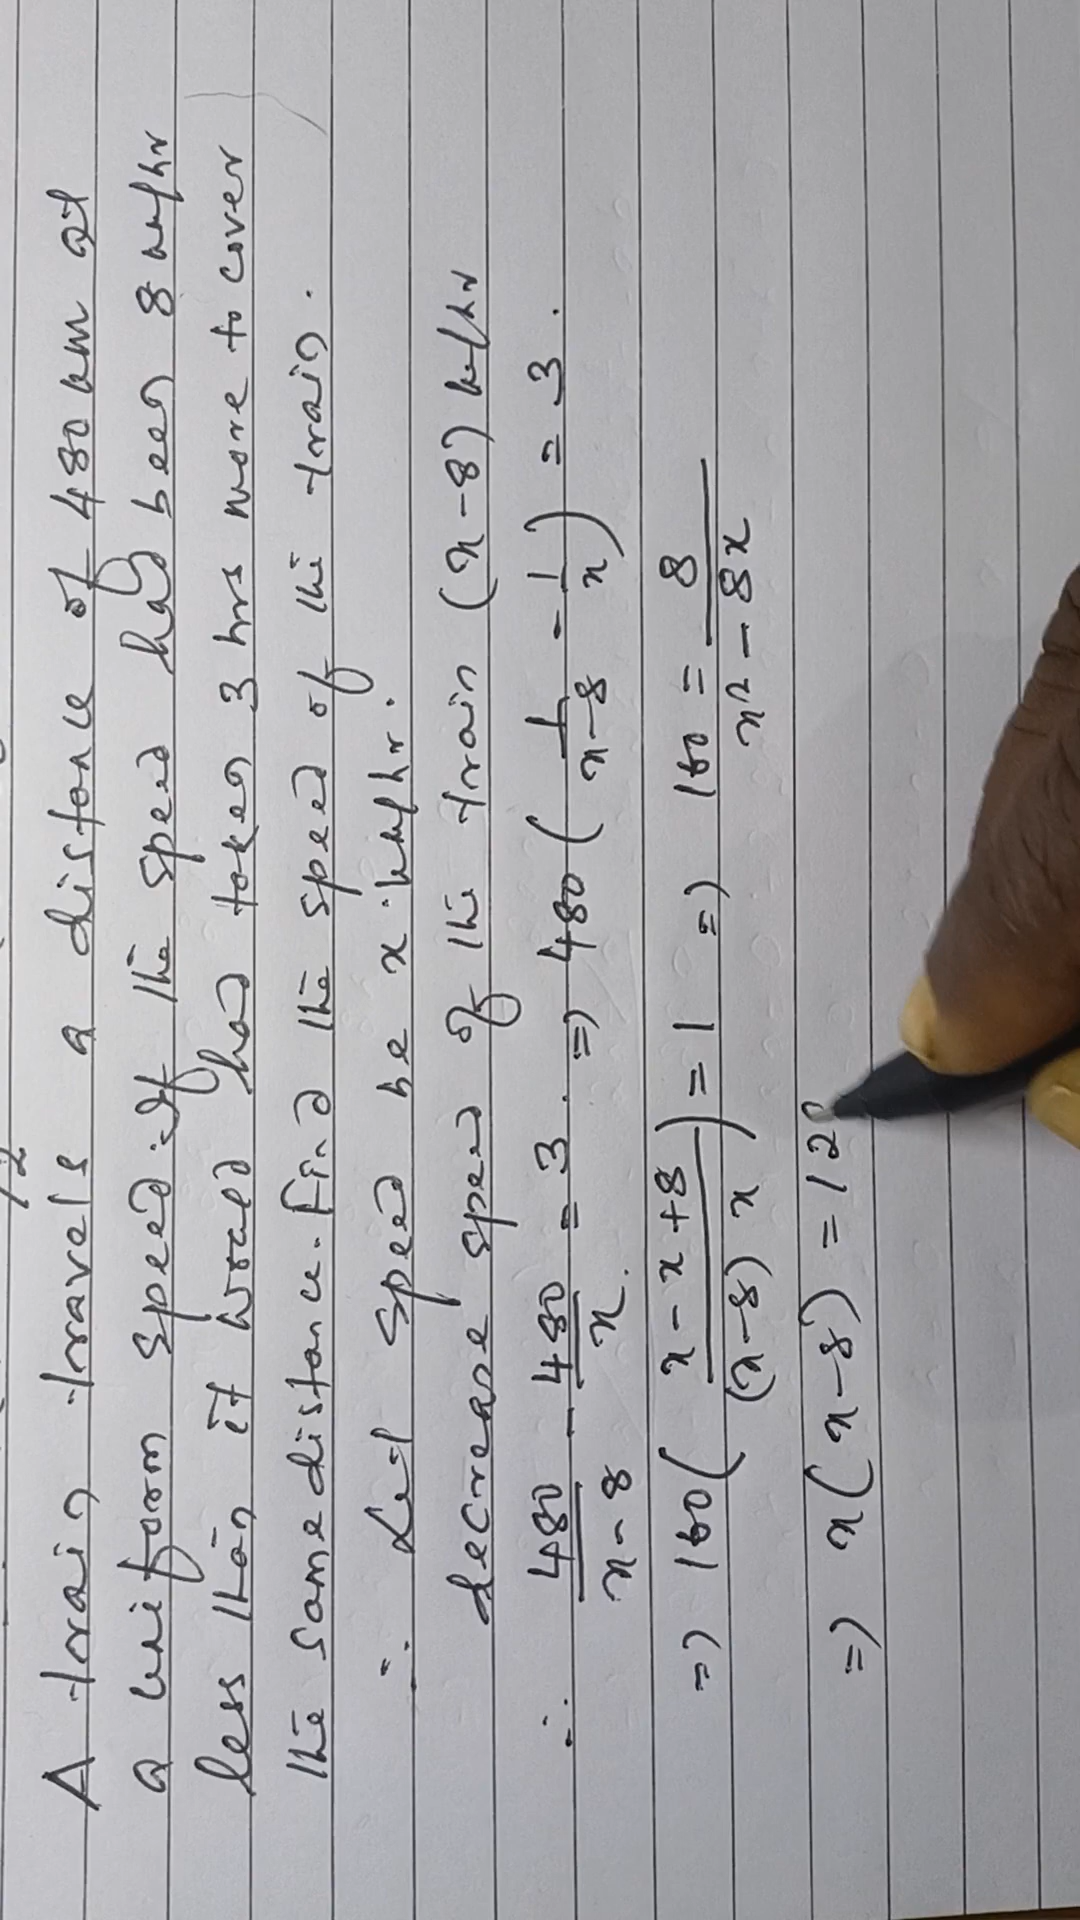 A train travels a distance of 480 km at
a uniform speed. If the speed had been 8 km/hr
less than it would had taken 3 hrs more to cover
the same distance. Find the speed of the train.
∴ Let speed be x km/hr.
decrease speed of the train (x-8) km/hr
∴ 480/x-8 - 480/x = 3 . => 480 ( 1/x-8 - 1/x ) = 3 .
=> 160 ( x-x+8/(x-8) x ) = 1 => 160 = 8/x² - 8x
=> x (x-8) = 12